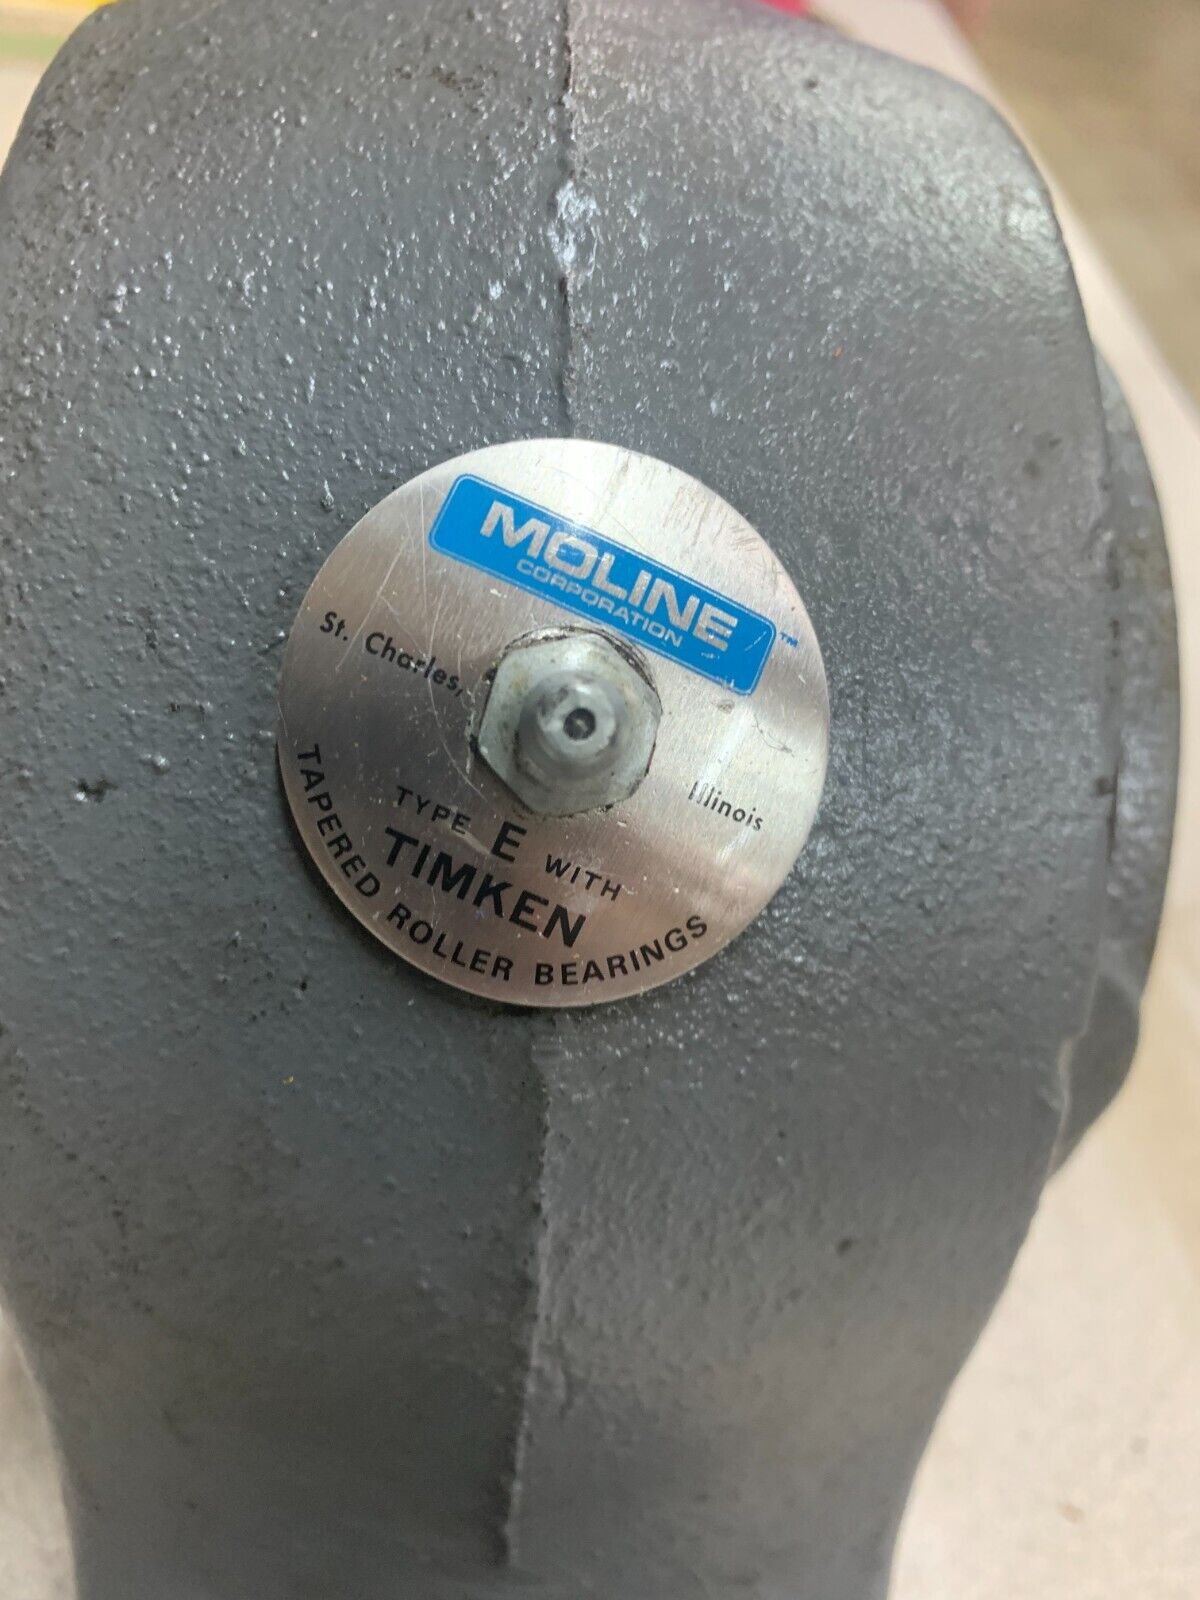 MOLINE
CORPORATION
™
St. Charles, Illinois
TYPE E WITH
TIMKEN
TAPERED ROLLER BEARINGS